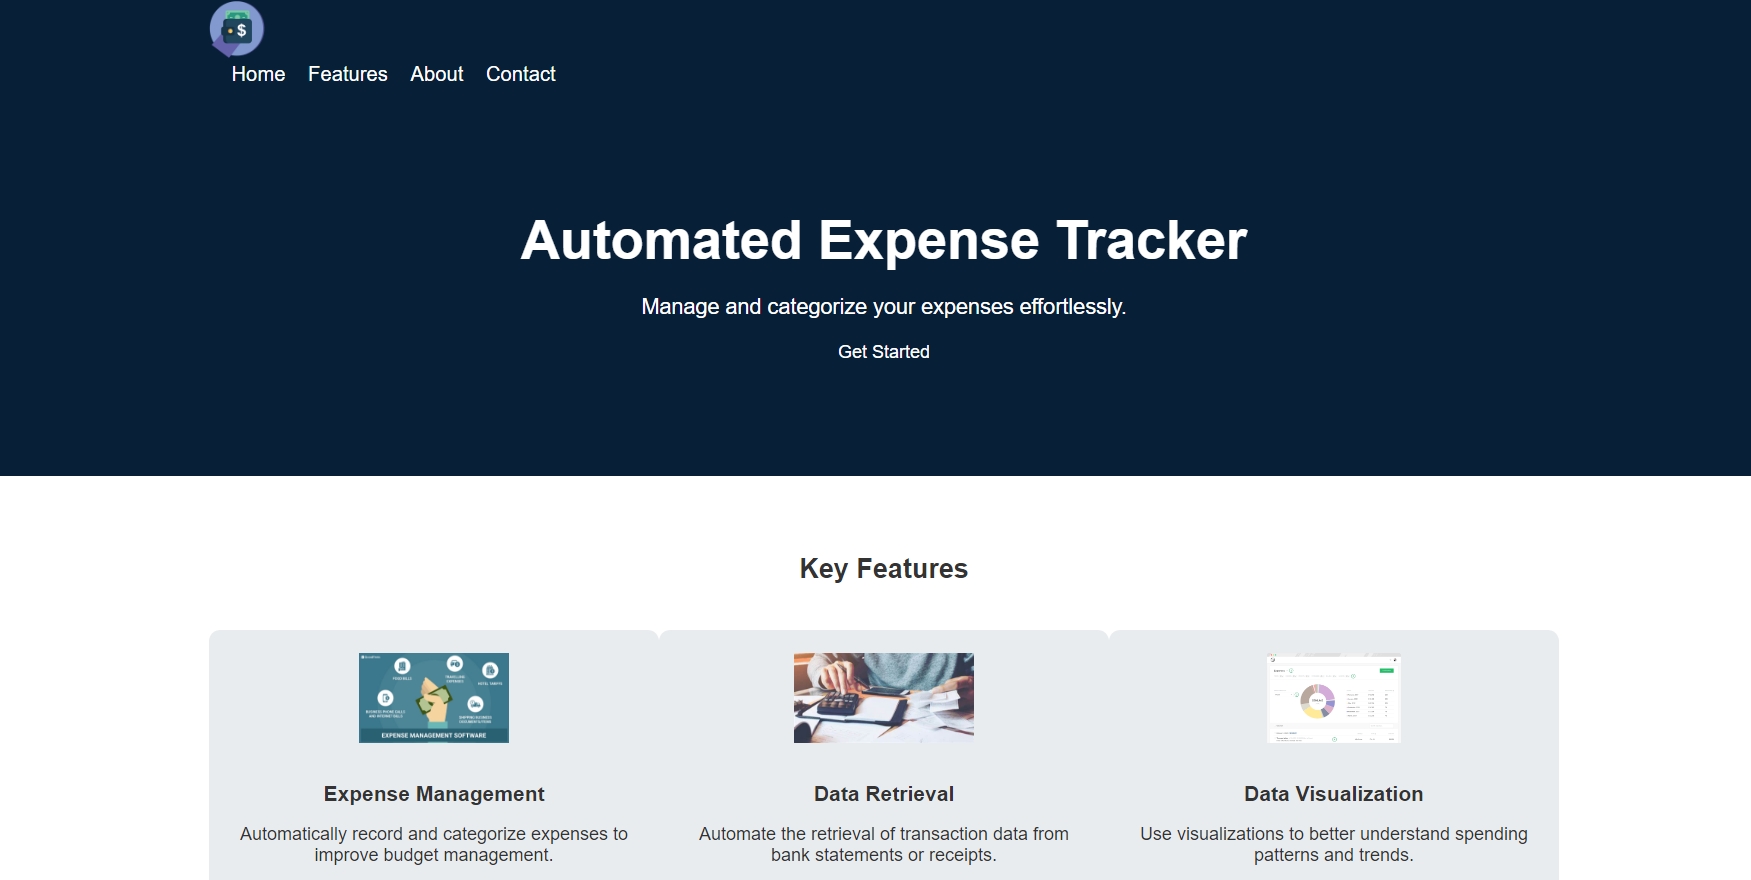 $
Home Features About Contact
Automated Expense Tracker
Manage and categorize your expenses effortlessly.
Get Started
Key Features
EXPENSE MANAGEMENT SOFTWARE
Expense Management
Automatically record and categorize expenses to
improve budget management.
Data Retrieval
Automate the retrieval of transaction data from
bank statements or receipts.
Data Visualization
Use visualizations to better understand spending
patterns and trends.